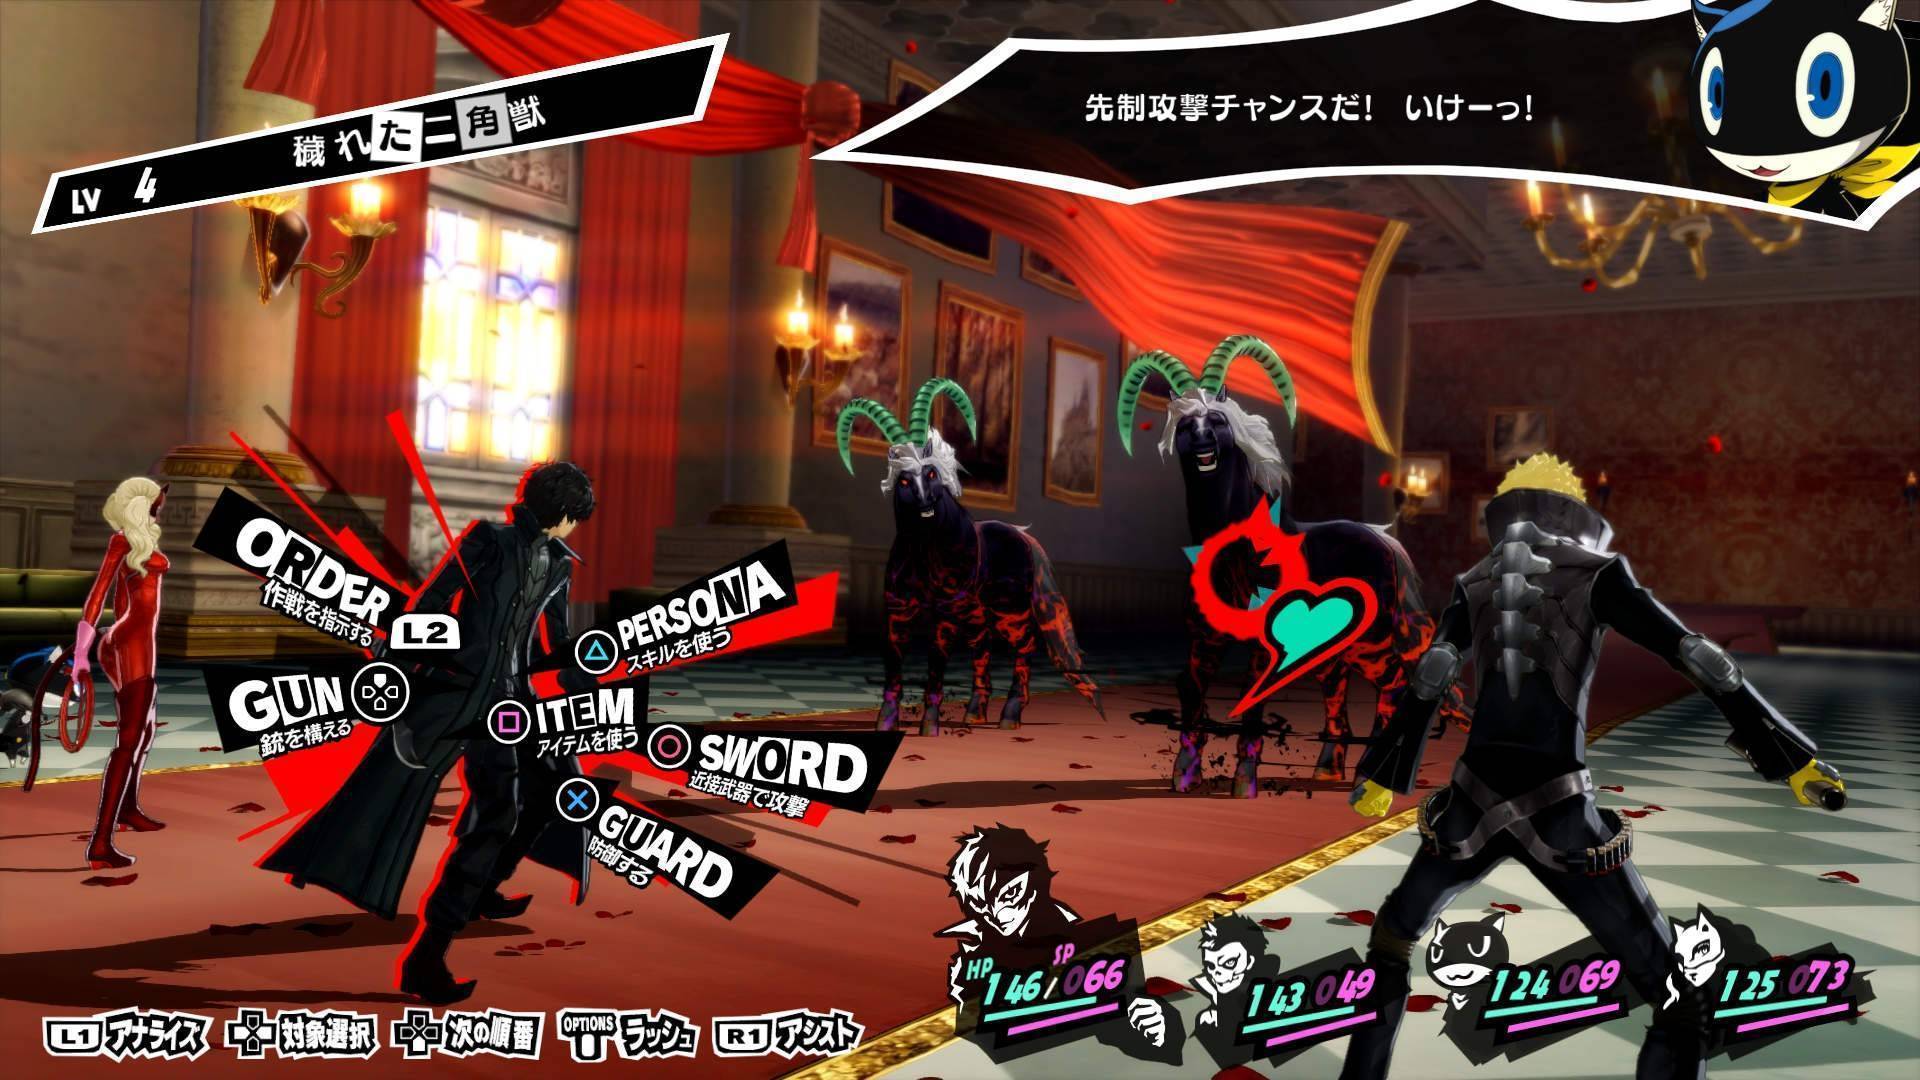 LV 4 穢れた二角獣
先制攻撃チャンスだ! いけーっ!
ORDER
作戦を指示する
L2
PERSONA
スキルを使う
GUN
銃を構える
ITEM
アイテムを使う
SWORD
近接武器で攻撃
GUARD
防御する
HP 146/ SP 066
143 049
124 069
125 073
L1 アナライズ 対象選択 次の順番 OPTIONS ラッシュ R1 アシスト